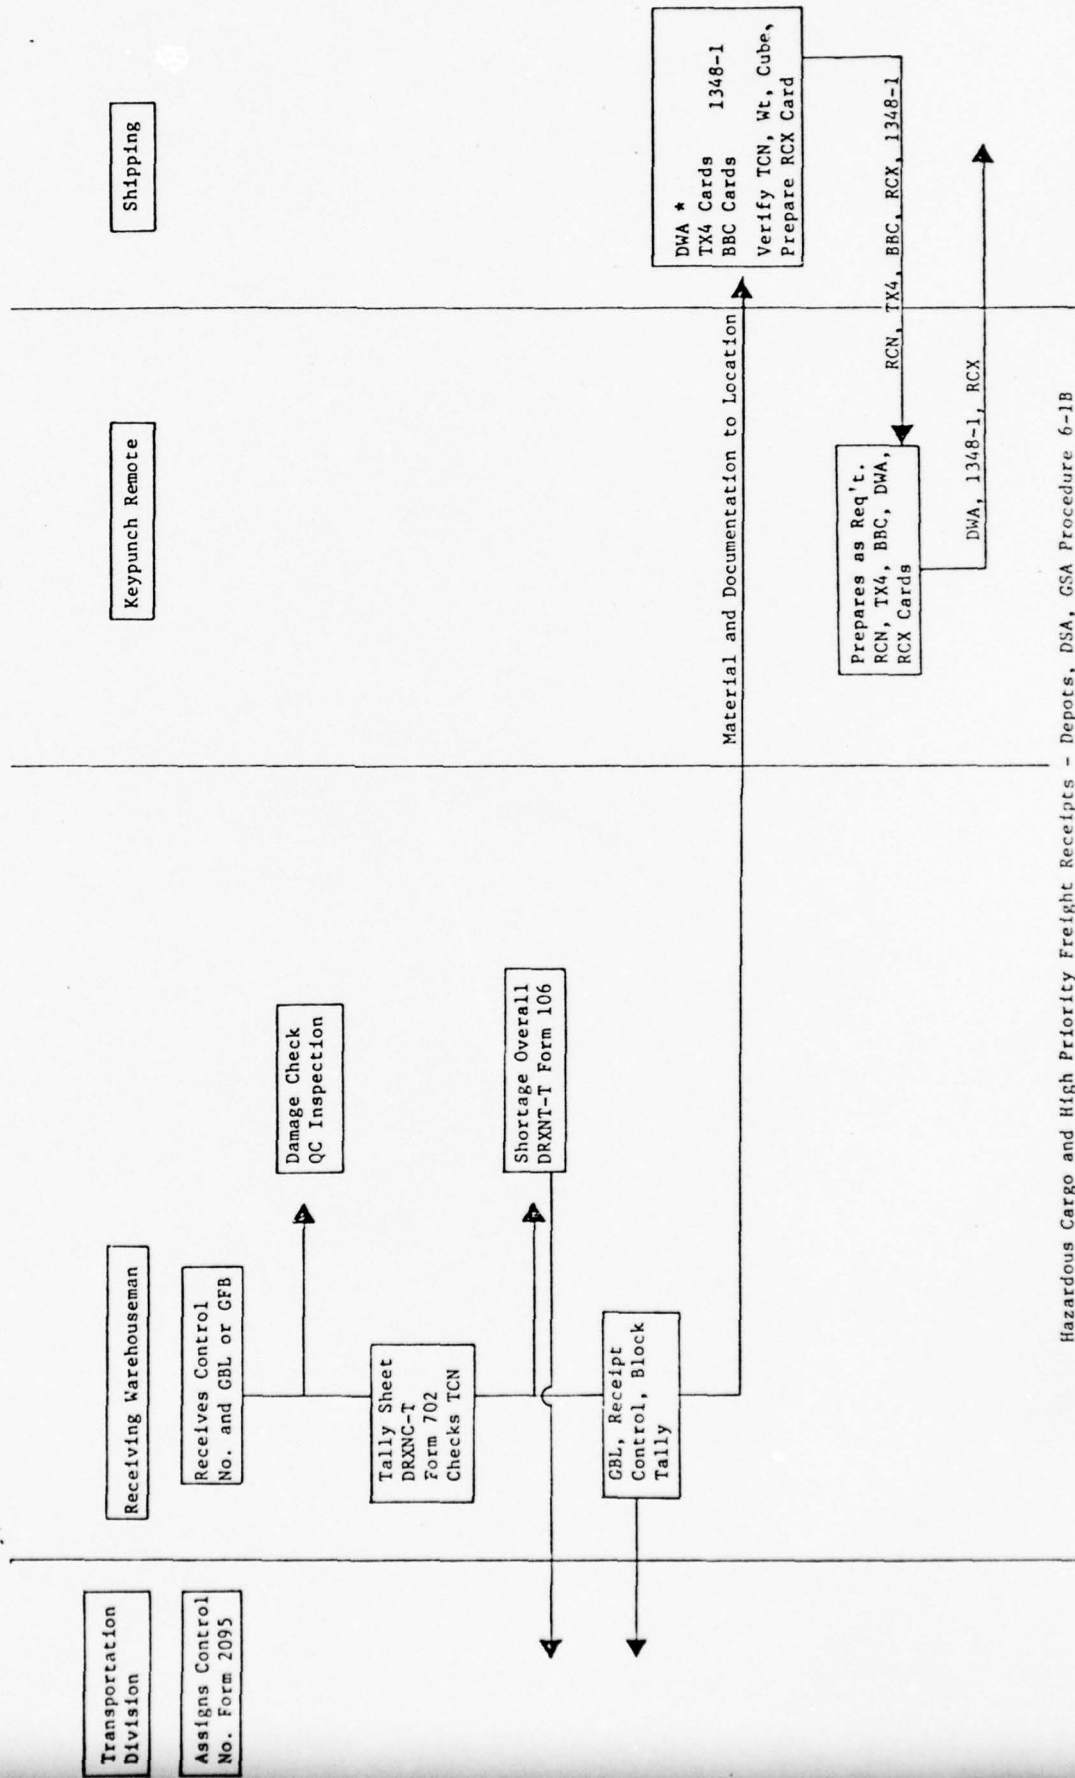 Transportation
Division
Receiving Warehouseman
Keypunch Remote
Shipping
Assigns Control
No. Form 2095
Receives Control
No. and GBL or GFB
Damage Check
QC Inspection
Tally Sheet
DRXNC-T
Form 702
Checks TCN
Shortage Overall
DRXNT-T Form 106
GBL, Receipt
Control, Block
Tally
Material and Documentation to Location
DWA *
TX4 Cards
BBC Cards 1348-1
Verify TCN, Wt, Cube,
Prepare RCX Card
RCN, TX4, BBC, RCX, 1348-1
Prepares as Req't.
RCN, TX4, BBC, DWA,
RCX Cards
DWA, 1348-1, RCX
Hazardous Cargo and High Priority Freight Receipts - Depots, DSA, GSA Procedure 6-1B